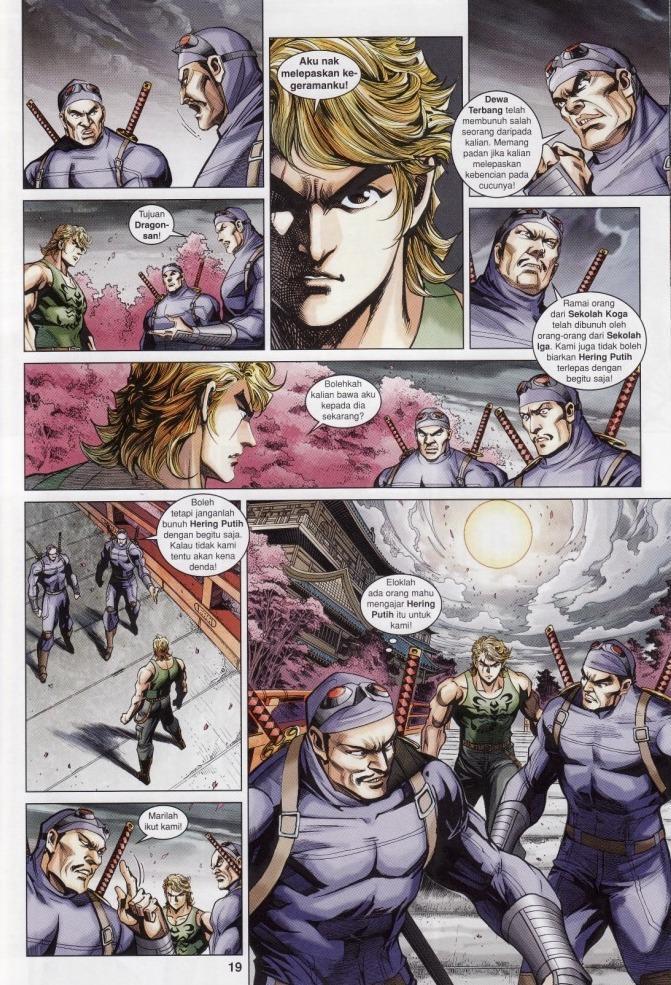 Aku nak
melepaskan ke-
geramanku!
Dewa
Terbang telah
membunuh salah
seorang daripada
kalian. Memang
padan jika kalian
melepaskan
kebencian pada
cucunya!
Tujuan
Dragon-
san!
Ramai orang
dari Sekolah Koga
telah dibunuh oleh
orang-orang dari Sekolah
Iga. Kami juga tidak boleh
biarkan Hering Putih
terlepas dengan
begitu saja!
Bolehkah
kalian bawa aku
kepada dia
sekarang?
Boleh
tetapi janganlah
bunuh Hering Putih
dengan begitu saja.
Kalau tidak kami
tentu akan kena
denda!
Eloklah
ada orang mahu
mengajar Hering
Putih itu untuk
kami!
Marilah
ikut kami!
19